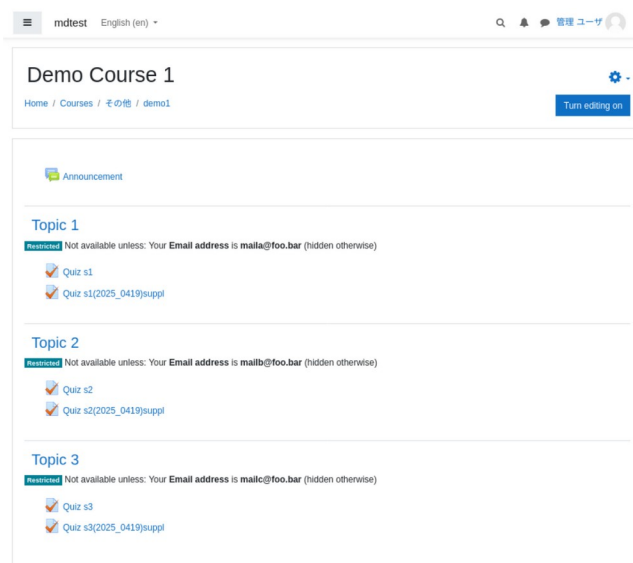 mdtest English (en) 管理 ユーザ
Demo Course 1
Home / Courses / その他 / demo1
Turn editing on
Announcement
Topic 1
Restricted Not available unless: Your Email address is maila@foo.bar (hidden otherwise)
Quiz s1
Quiz s1(2025_0419)suppl
Topic 2
Restricted Not available unless: Your Email address is mailb@foo.bar (hidden otherwise)
Quiz s2
Quiz s2(2025_0419)suppl
Topic 3
Restricted Not available unless: Your Email address is mailc@foo.bar (hidden otherwise)
Quiz s3
Quiz s3(2025_0419)suppl